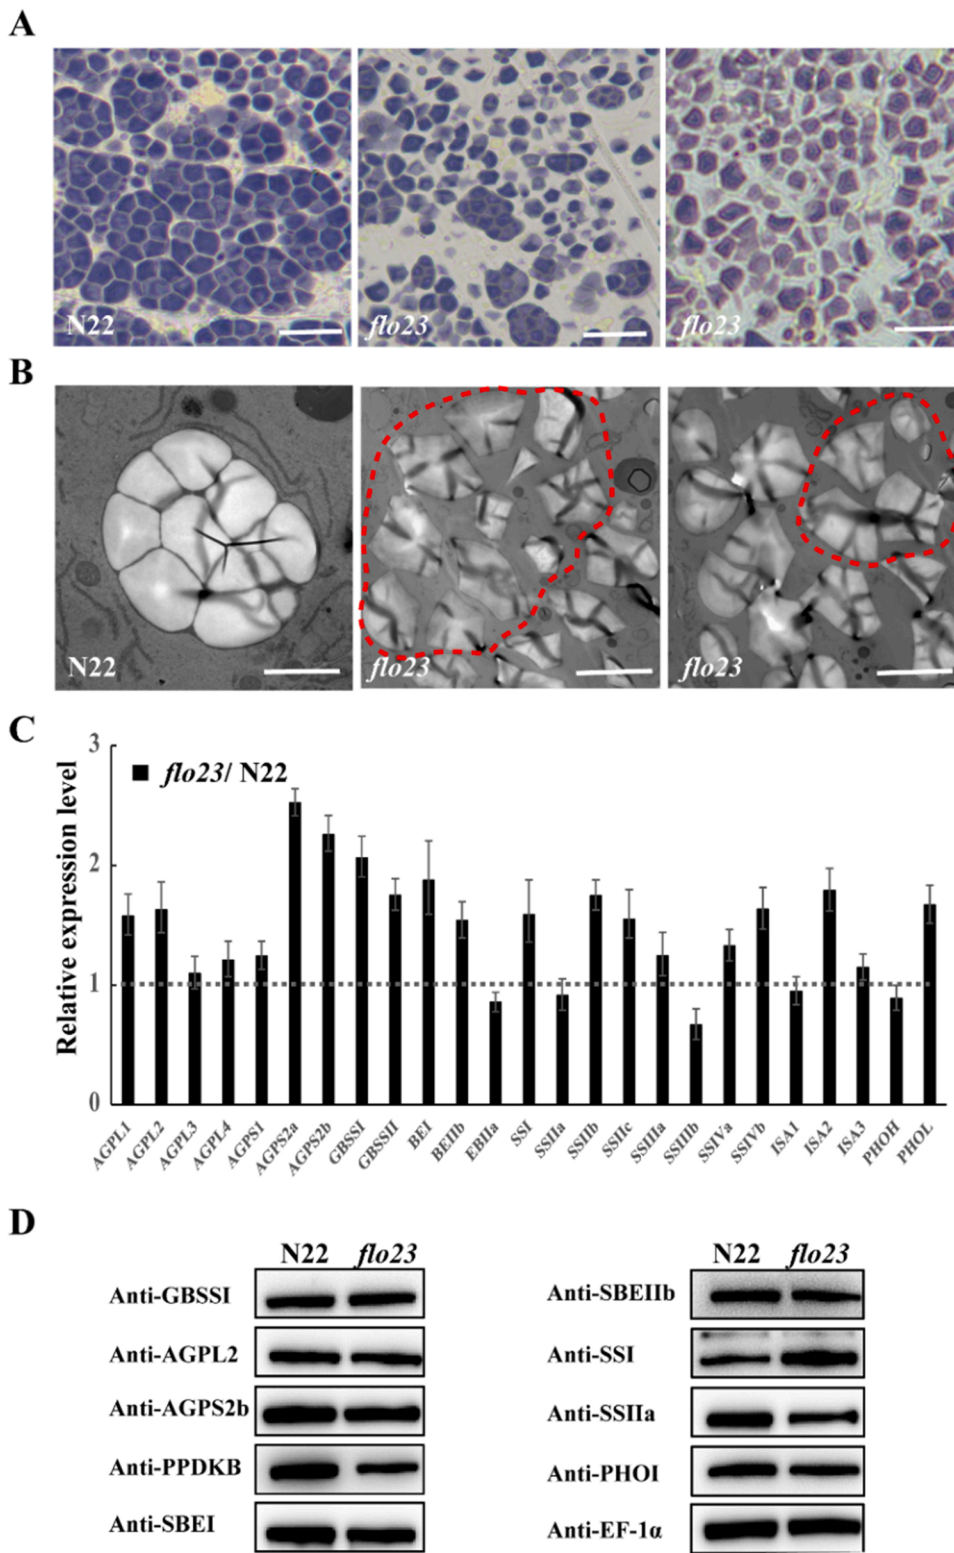 A
N22
flo23
flo23
B
N22
flo23
flo23
C
3
2
1
0
Relative expression level
flo23/ N22
AGPL1
AGPL2
AGPL3
AGPL4
AGPS1
AGPS2a
AGPS2b
GBSSI
GBSSII
BEI
BEIIb
EBIIa
SSI
SSIIa
SSIIb
SSIIc
SSIIIa
SSIIIb
SSIVa
SSIVb
ISA1
ISA2
ISA3
PHOH
PHOL
D
N22 flo23
Anti-GBSSI
Anti-AGPL2
Anti-AGPS2b
Anti-PPDKB
Anti-SBEI
N22 flo23
Anti-SBEIIb
Anti-SSI
Anti-SSIIa
Anti-PHOI
Anti-EF-1α